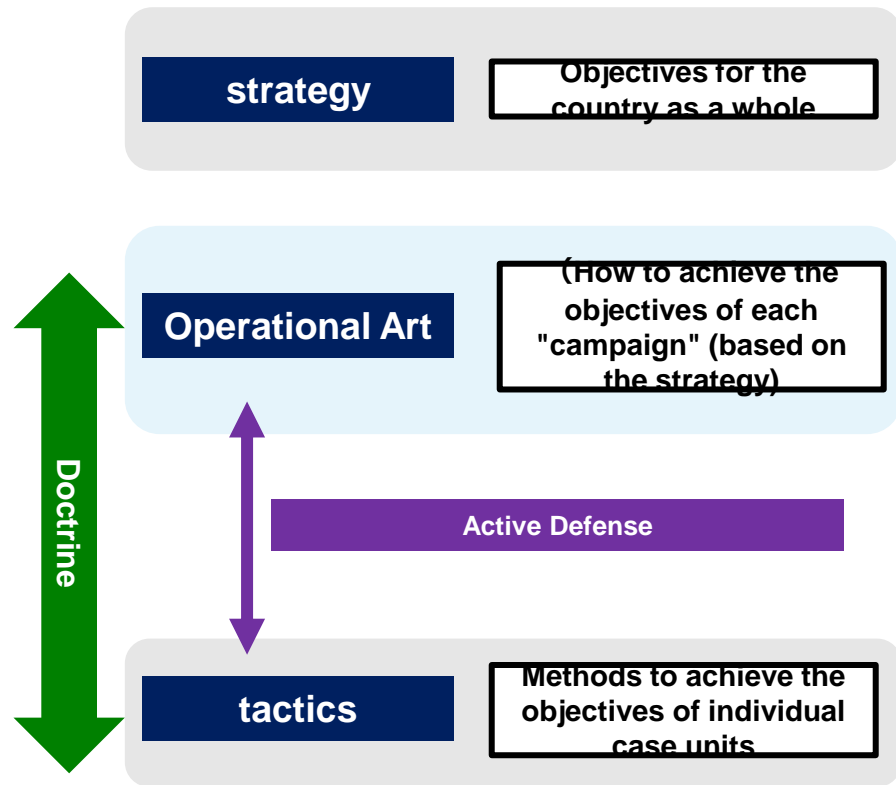 strategy
Objectives for the
country as a whole
Operational Art
（How to achieve the
objectives of each
"campaign" (based on
the strategy)
Doctrine
Active Defense
tactics
Methods to achieve the
objectives of individual
case units